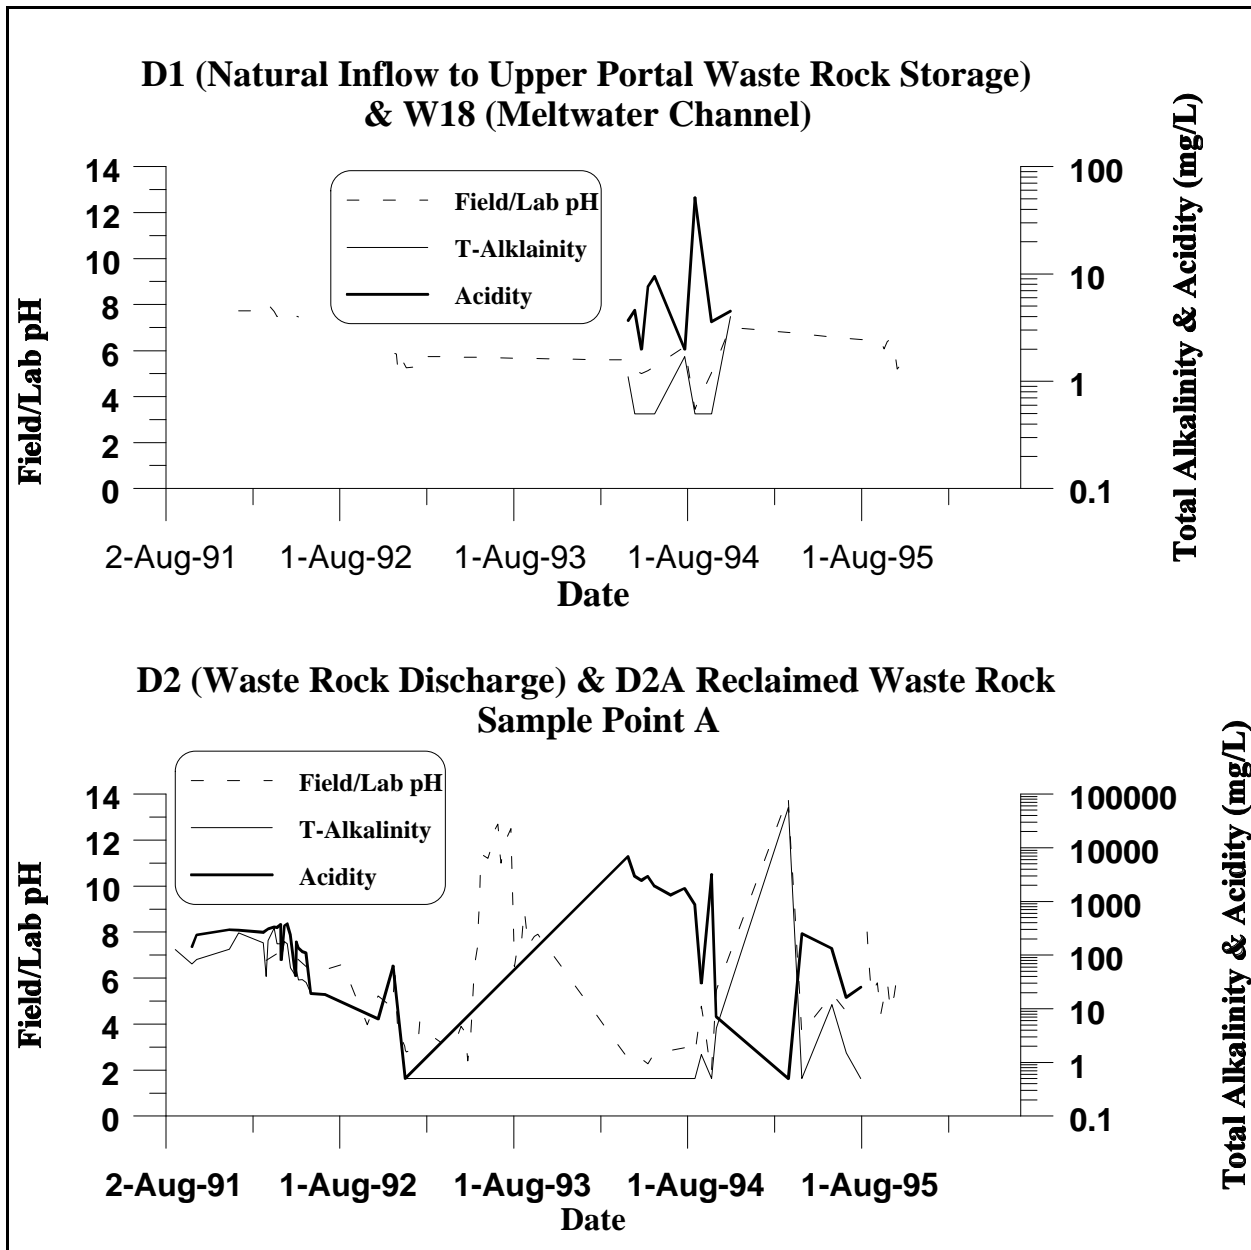 D1 (Natural Inflow to Upper Portal Waste Rock Storage)
& W18 (Meltwater Channel)
Field/Lab pH
14
12
10
8
6
4
2
0
Field/Lab pH
T-Alklainity
Acidity
100
10
1
0.1
Total Alkalinity & Acidity (mg/L)
2-Aug-91
1-Aug-92
1-Aug-93
1-Aug-94
1-Aug-95
Date
D2 (Waste Rock Discharge) & D2A Reclaimed Waste Rock
Sample Point A
Field/Lab pH
14
12
10
8
6
4
2
0
Field/Lab pH
T-Alkalinity
Acidity
100000
10000
1000
100
10
1
0.1
Total Alkalinity & Acidity (mg/L)
2-Aug-91
1-Aug-92
1-Aug-93
1-Aug-94
1-Aug-95
Date